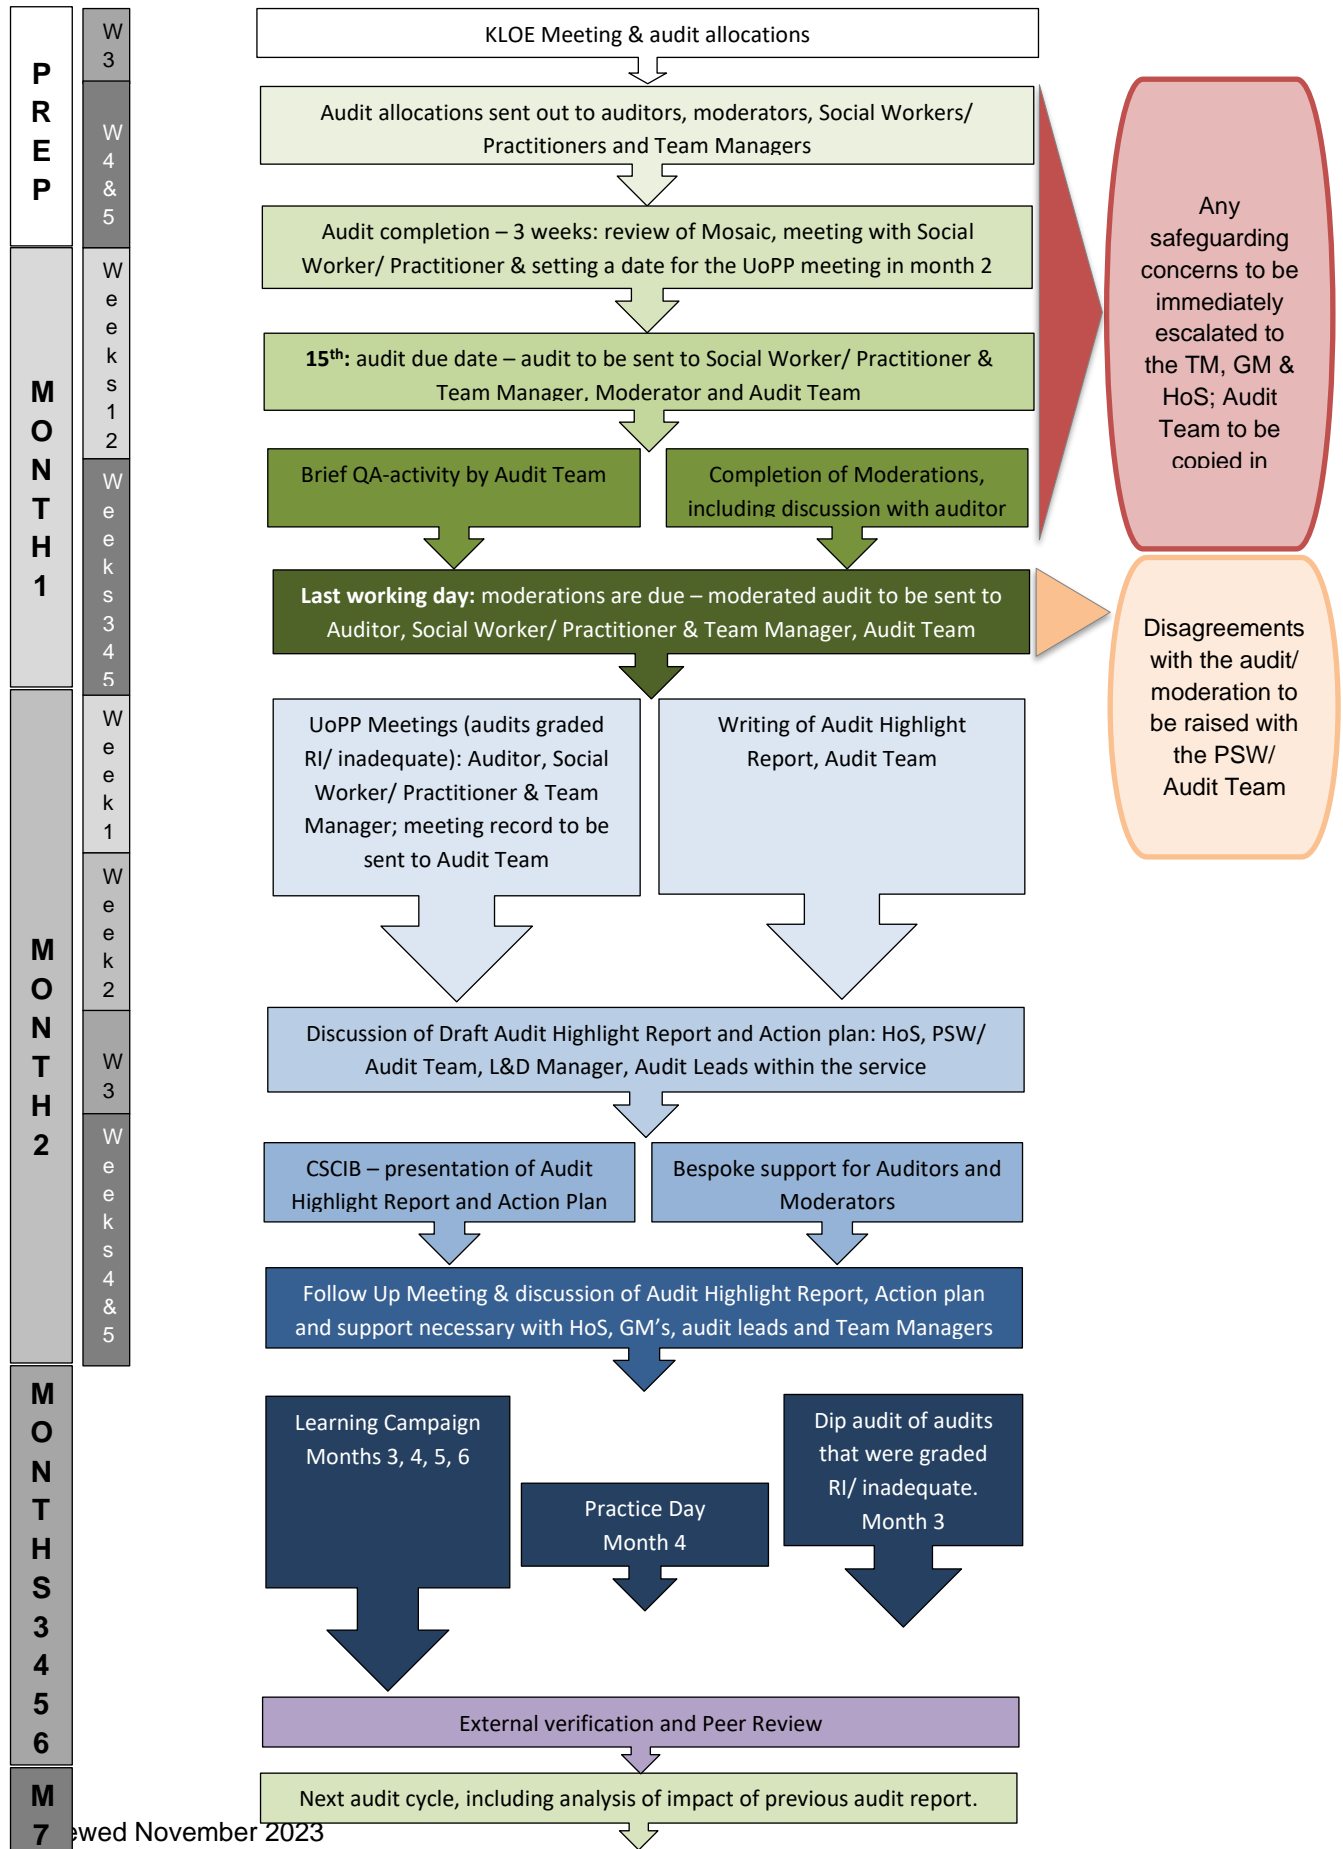 PREP
W3
KLOE Meeting & audit allocations
W4&5
Audit allocations sent out to auditors, moderators, Social Workers/
Practitioners and Team Managers
Audit completion – 3 weeks: review of Mosaic, meeting with Social
Worker/ Practitioner & setting a date for the UoPP meeting in month 2
MONTH1
Weeks12
15th: audit due date – audit to be sent to Social Worker/ Practitioner &
Team Manager, Moderator and Audit Team
Weeks345
Brief QA-activity by Audit Team
Completion of Moderations,
including discussion with auditor
Last working day: moderations are due – moderated audit to be sent to
Auditor, Social Worker/ Practitioner & Team Manager, Audit Team
Any
safeguarding
concerns to be
immediately
escalated to
the TM, GM &
HoS; Audit
Team to be
copied in
Disagreements
with the audit/
moderation to
be raised with
the PSW/
Audit Team
MONTH2
Week1
UoPP Meetings (audits graded
RI/ inadequate): Auditor, Social
Worker/ Practitioner & Team
Manager; meeting record to be
sent to Audit Team
Writing of Audit Highlight
Report, Audit Team
Week2
W3
Discussion of Draft Audit Highlight Report and Action plan: HoS, PSW/
Audit Team, L&D Manager, Audit Leads within the service
Weeks4&5
CSCIB – presentation of Audit
Highlight Report and Action Plan
Bespoke support for Auditors and
Moderators
Follow Up Meeting & discussion of Audit Highlight Report, Action plan
and support necessary with HoS, GM’s, audit leads and Team Managers
MONTHS3456
Learning Campaign
Months 3, 4, 5, 6
Practice Day
Month 4
Dip audit of audits
that were graded
RI/ inadequate.
Month 3
External verification and Peer Review
M7
Next audit cycle, including analysis of impact of previous audit report.
ewed November 2023